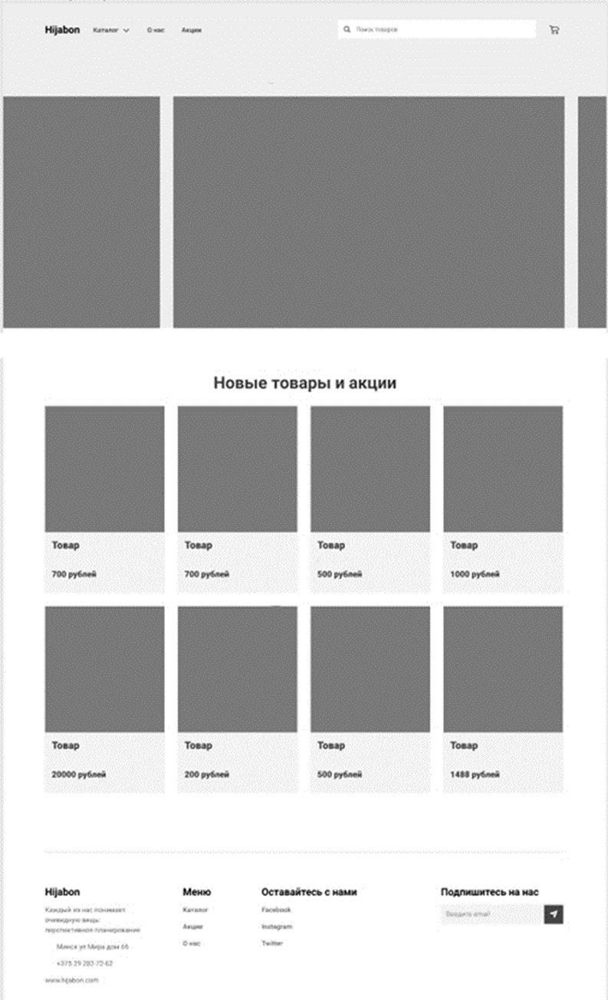 Hijabon
Каталог
О нас
Акции
Поиск товаров
Новые товары и акции
Товар
700 рублей
Товар
700 рублей
Товар
500 рублей
Товар
1000 рублей
Товар
20000 рублей
Товар
200 рублей
Товар
500 рублей
Товар
1488 рублей
Hijabon
Каждый из нас понимает
очевидную вещь:
перспективное планирование
Минск ул Мира дом 66
+375 29 282-72-62
www.hijabon.com
Меню
Каталог
Акции
О нас
Оставайтесь с нами
Facebook
Instagram
Twitter
Подпишитесь на нас
Введите email